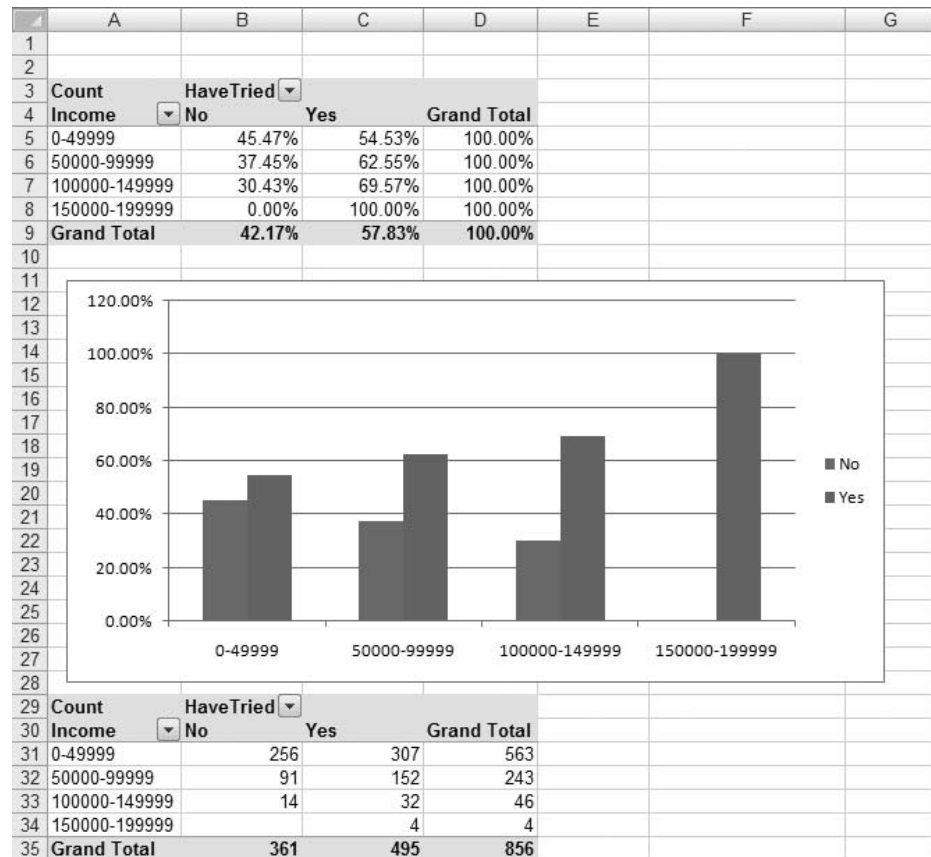 A B C D E F G
1
2
3 Count HaveTried
4 Income No Yes Grand Total
5 0-49999 45.47% 54.53% 100.00%
6 50000-99999 37.45% 62.55% 100.00%
7 100000-149999 30.43% 69.57% 100.00%
8 150000-199999 0.00% 100.00% 100.00%
9 Grand Total 42.17% 57.83% 100.00%
10
11
12 120.00%
13
14 100.00%
15
16 80.00%
17
18
19 60.00% No
20 Yes
21 40.00%
22
23 20.00%
24
25 0.00%
26
27 0-49999 50000-99999 100000-149999 150000-199999
28
29 Count HaveTried
30 Income No Yes Grand Total
31 0-49999 256 307 563
32 50000-99999 91 152 243
33 100000-149999 14 32 46
34 150000-199999 4 4
35 Grand Total 361 495 856